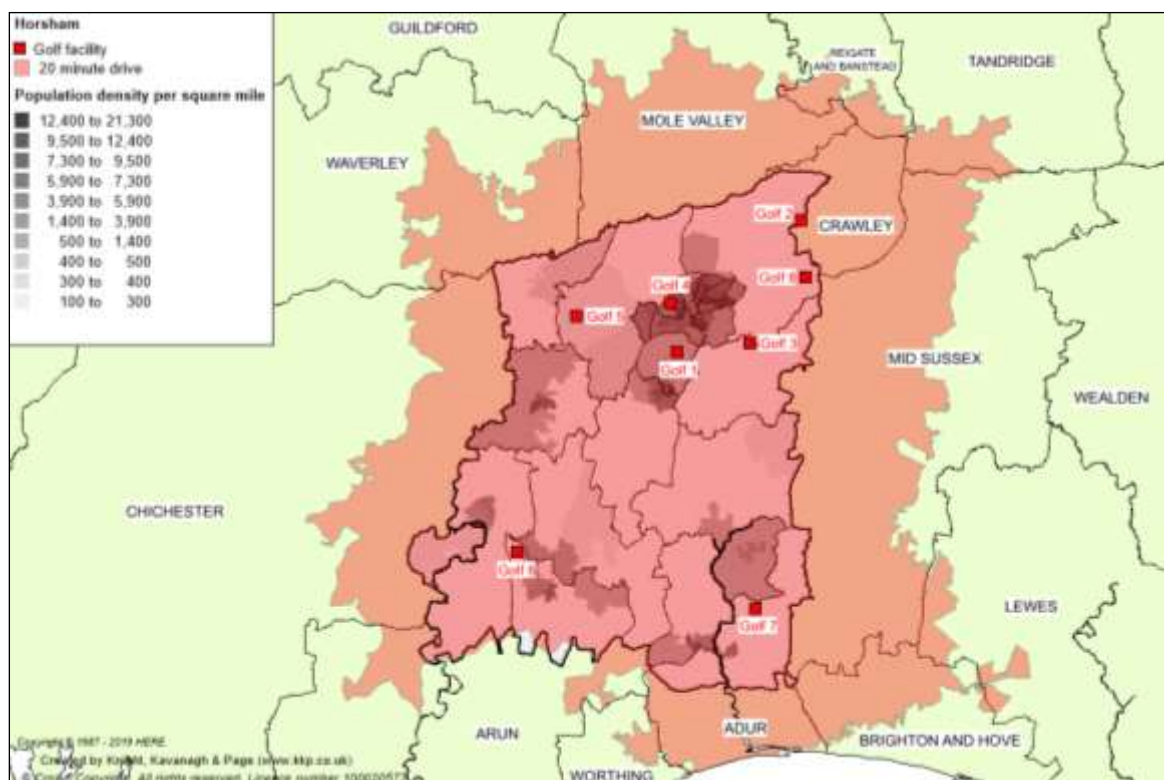 Horsham
Golf facility
20 minute drive
Population density per square mile
12,400 to 21,300
9,500 to 12,400
7,300 to 9,500
5,900 to 7,300
3,900 to 5,900
1,400 to 3,900
500 to 1,400
400 to 500
300 to 400
100 to 300
GUILDFORD
REIGATE
AND BANSTEAD
TANDRIDGE
MOLE VALLEY
WAVERLEY
Golf 2
CRAWLEY
Golf 4
Golf 5
Golf 3
Golf 1
MID SUSSEX
WEALDEN
CHICHESTER
Golf
LEWES
Golf 7
ARUN
ADUR
BRIGHTON AND HOVE
WORTHING
Copyright © 1987 - 2019 HERE
Created by Knight, Kavanagh & Page (www.kkp.co.uk)
© Crown Copyright. All rights reserved. Licence number